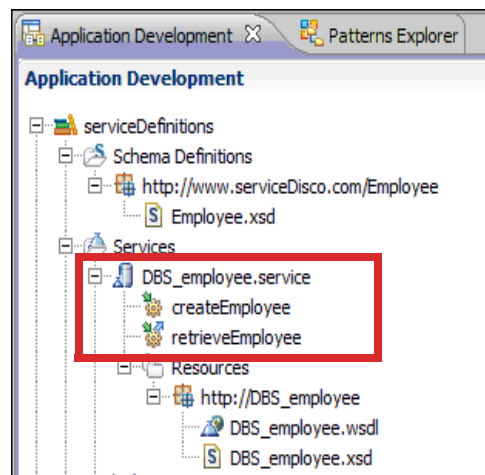 Application Development Patterns Explorer
Application Development
serviceDefinitions
Schema Definitions
http://www.serviceDisco.com/Employee
Employee.xsd
Services
DBS_employee.service
createEmployee
retrieveEmployee
Resources
http://DBS_employee
DBS_employee.wsdl
DBS_employee.xsd